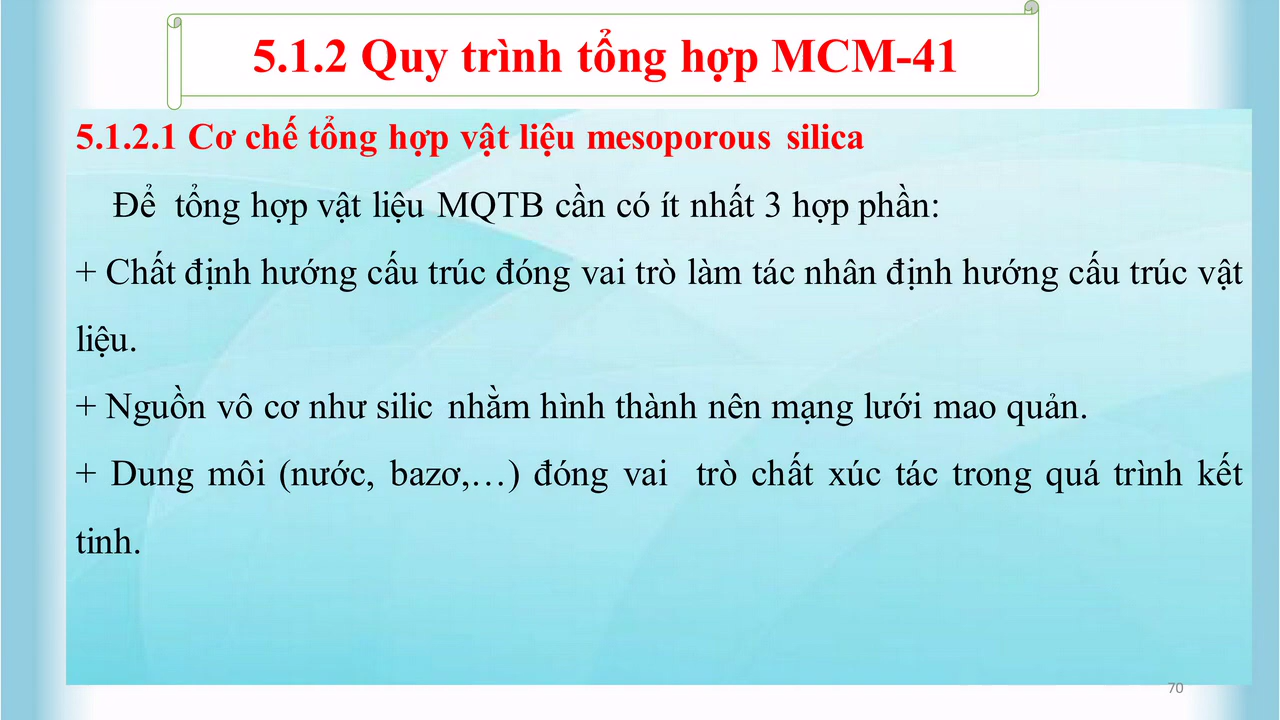 5.1.2 Quy trình tổng hợp MCM-41
5.1.2.1 Cơ chế tổng hợp vật liệu mesoporous silica
Để tổng hợp vật liệu MQTB cần có ít nhất 3 hợp phần:
+ Chất định hướng cấu trúc đóng vai trò làm tác nhân định hướng cấu trúc vật
liệu.
+ Nguồn vô cơ như silic nhằm hình thành nên mạng lưới mao quản.
+ Dung môi (nước, bazơ,…) đóng vai trò chất xúc tác trong quá trình kết
tinh.
70